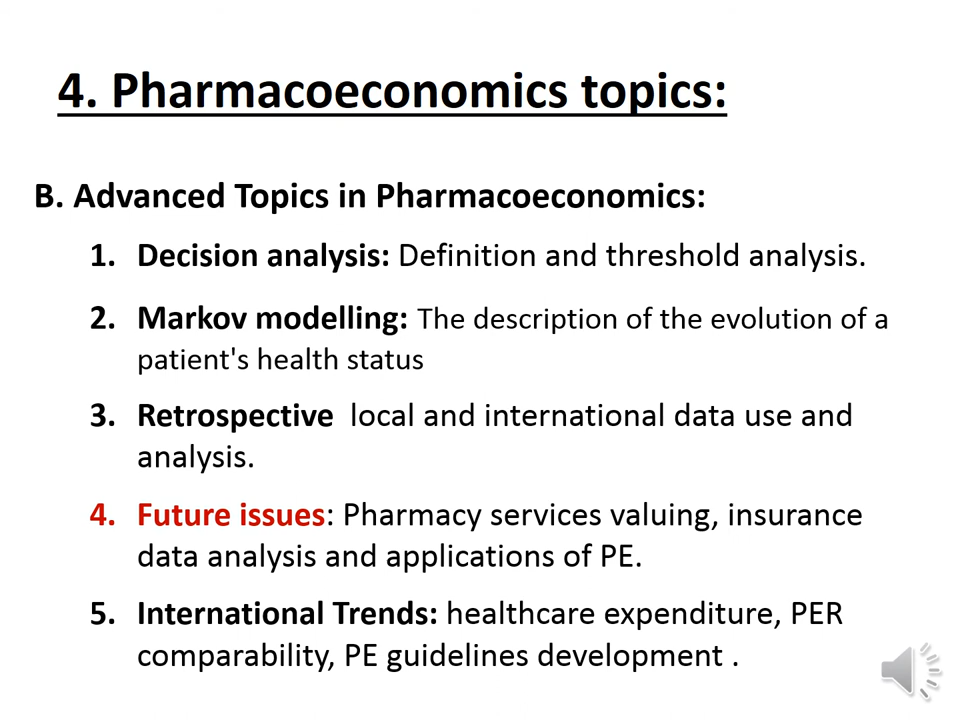 4. Pharmacoeconomics topics:
B. Advanced Topics in Pharmacoeconomics:
1. Decision analysis: Definition and threshold analysis.
2. Markov modelling: The description of the evolution of a
patient's health status
3. Retrospective local and international data use and
analysis.
4. Future issues: Pharmacy services valuing, insurance
data analysis and applications of PE.
5. International Trends: healthcare expenditure, PER
comparability, PE guidelines development .